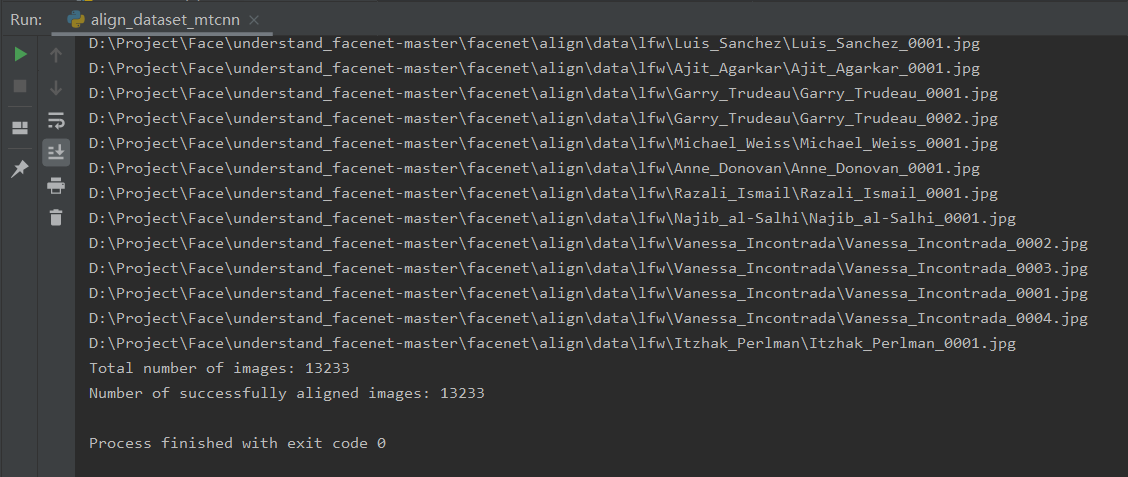 Run: align_dataset_mtcnn
D:\Project\Face\understand_facenet-master\facenet\align\data\lfw\Luis_Sanchez\Luis_Sanchez_0001.jpg
D:\Project\Face\understand_facenet-master\facenet\align\data\lfw\Ajit_Agarkar\Ajit_Agarkar_0001.jpg
D:\Project\Face\understand_facenet-master\facenet\align\data\lfw\Garry_Trudeau\Garry_Trudeau_0001.jpg
D:\Project\Face\understand_facenet-master\facenet\align\data\lfw\Garry_Trudeau\Garry_Trudeau_0002.jpg
D:\Project\Face\understand_facenet-master\facenet\align\data\lfw\Michael_Weiss\Michael_Weiss_0001.jpg
D:\Project\Face\understand_facenet-master\facenet\align\data\lfw\Anne_Donovan\Anne_Donovan_0001.jpg
D:\Project\Face\understand_facenet-master\facenet\align\data\lfw\Razali_Ismail\Razali_Ismail_0001.jpg
D:\Project\Face\understand_facenet-master\facenet\align\data\lfw\Najib_al-Salhi\Najib_al-Salhi_0001.jpg
D:\Project\Face\understand_facenet-master\facenet\align\data\lfw\Vanessa_Incontrada\Vanessa_Incontrada_0002.jpg
D:\Project\Face\understand_facenet-master\facenet\align\data\lfw\Vanessa_Incontrada\Vanessa_Incontrada_0003.jpg
D:\Project\Face\understand_facenet-master\facenet\align\data\lfw\Vanessa_Incontrada\Vanessa_Incontrada_0001.jpg
D:\Project\Face\understand_facenet-master\facenet\align\data\lfw\Vanessa_Incontrada\Vanessa_Incontrada_0004.jpg
D:\Project\Face\understand_facenet-master\facenet\align\data\lfw\Itzhak_Perlman\Itzhak_Perlman_0001.jpg
Total number of images: 13233
Number of successfully aligned images: 13233
Process finished with exit code 0